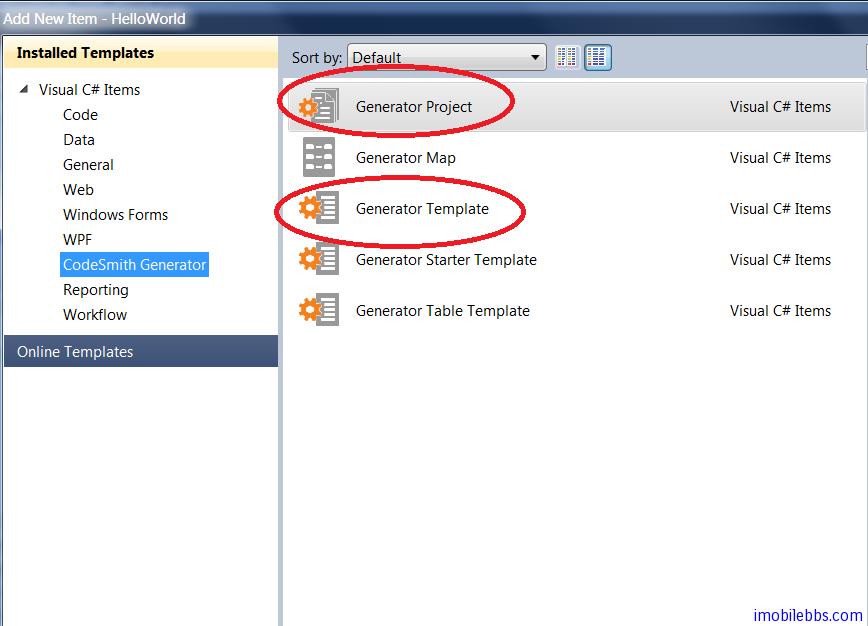 Add New Item - HelloWorld
Installed Templates
Sort by: Default
Visual C# Items
Code
Data
General
Web
Windows Forms
WPF
CodeSmith Generator
Reporting
Workflow
Online Templates
Generator Project Visual C# Items
Generator Map Visual C# Items
Generator Template Visual C# Items
Generator Starter Template Visual C# Items
Generator Table Template Visual C# Items
imobilebbs.com